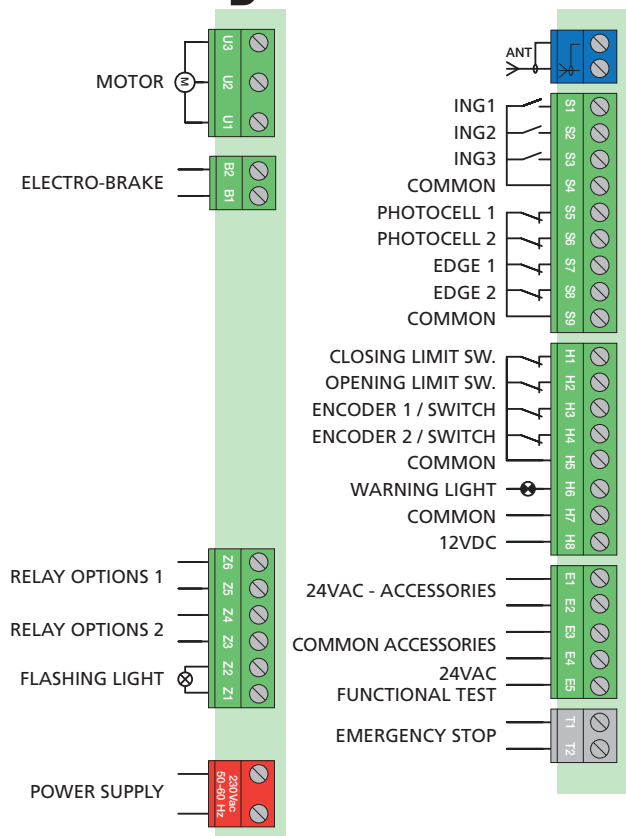 MOTOR
M
U3
U2
U1
ELECTRO-BRAKE
B2
B1
RELAY OPTIONS 1
RELAY OPTIONS 2
FLASHING LIGHT
Z6
Z5
Z4
Z3
Z2
Z1
POWER SUPPLY
230Vac
50-60 Hz
ANT
ING1
ING2
ING3
COMMON
PHOTOCELL 1
PHOTOCELL 2
EDGE 1
EDGE 2
COMMON
S1
S2
S3
S4
S5
S6
S7
S8
S9
CLOSING LIMIT SW.
OPENING LIMIT SW.
ENCODER 1 / SWITCH
ENCODER 2 / SWITCH
COMMON
WARNING LIGHT
COMMON
12VDC
H1
H2
H3
H4
H5
H6
H7
H8
24VAC - ACCESSORIES
COMMON ACCESSORIES
24VAC
FUNCTIONAL TEST
E1
E2
E3
E4
E5
EMERGENCY STOP
T1
T2